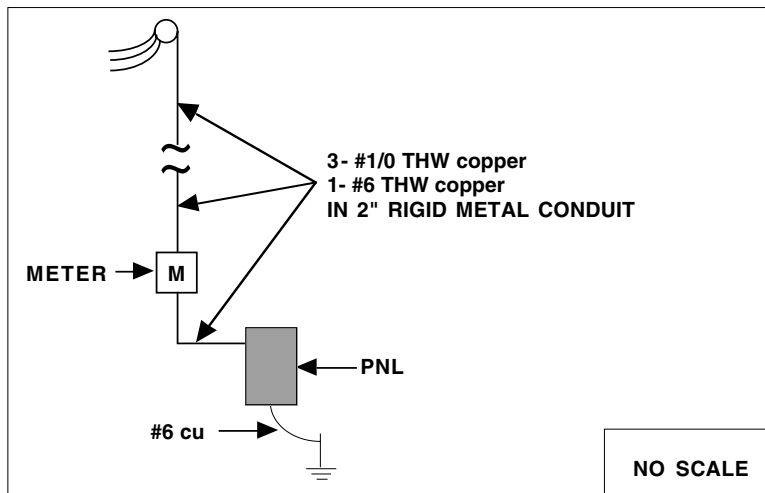 3- #1/0 THW copper
1- #6 THW copper
IN 2" RIGID METAL CONDUIT
METER
M
PNL
#6 cu
NO SCALE